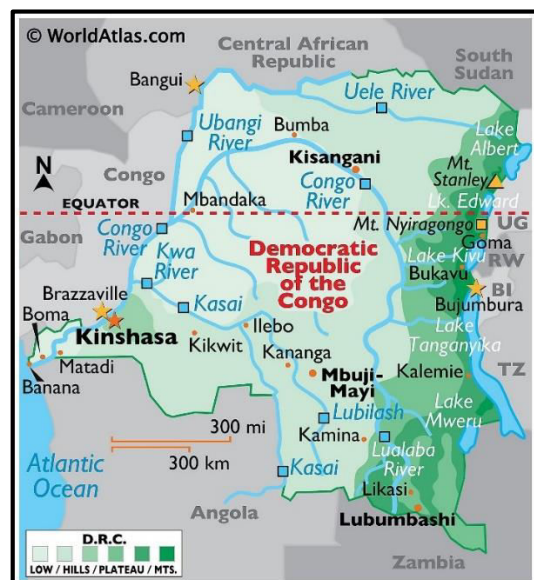 © WorldAtlas.com
Central African
Republic
South
Sudan
Bangui
Cameroon
Uele River
Ubangi
River
Bumba
Lake
Albert
Kisangani
Mt.
Stanley
N
Congo
Congo
River
EQUATOR
Mbandaka
Lk. Edward
Gabon
Congo
River
Mt. Nyiragongo
UG
Goma
Kwa
River
Democratic
Republic
of the
Congo
Lake Kivu
RW
Bukavu
BI
Brazzaville
Kasai
Bujumbura
Boma
Kinshasa
Ilebo
Lake
Tanganyika
Kikwit
Kananga
Matadi
Mbuji-
Mayi
Kalemie
TZ
Banana
Lake
Mweru
300 mi
Lubilash
300 km
Kamina
Lualaba
River
Atlantic
Ocean
Kasai
Likasi
Angola
Lubumbashi
D.R.C.
LOW / HILLS / PLATEAU / MTS.
Zambia